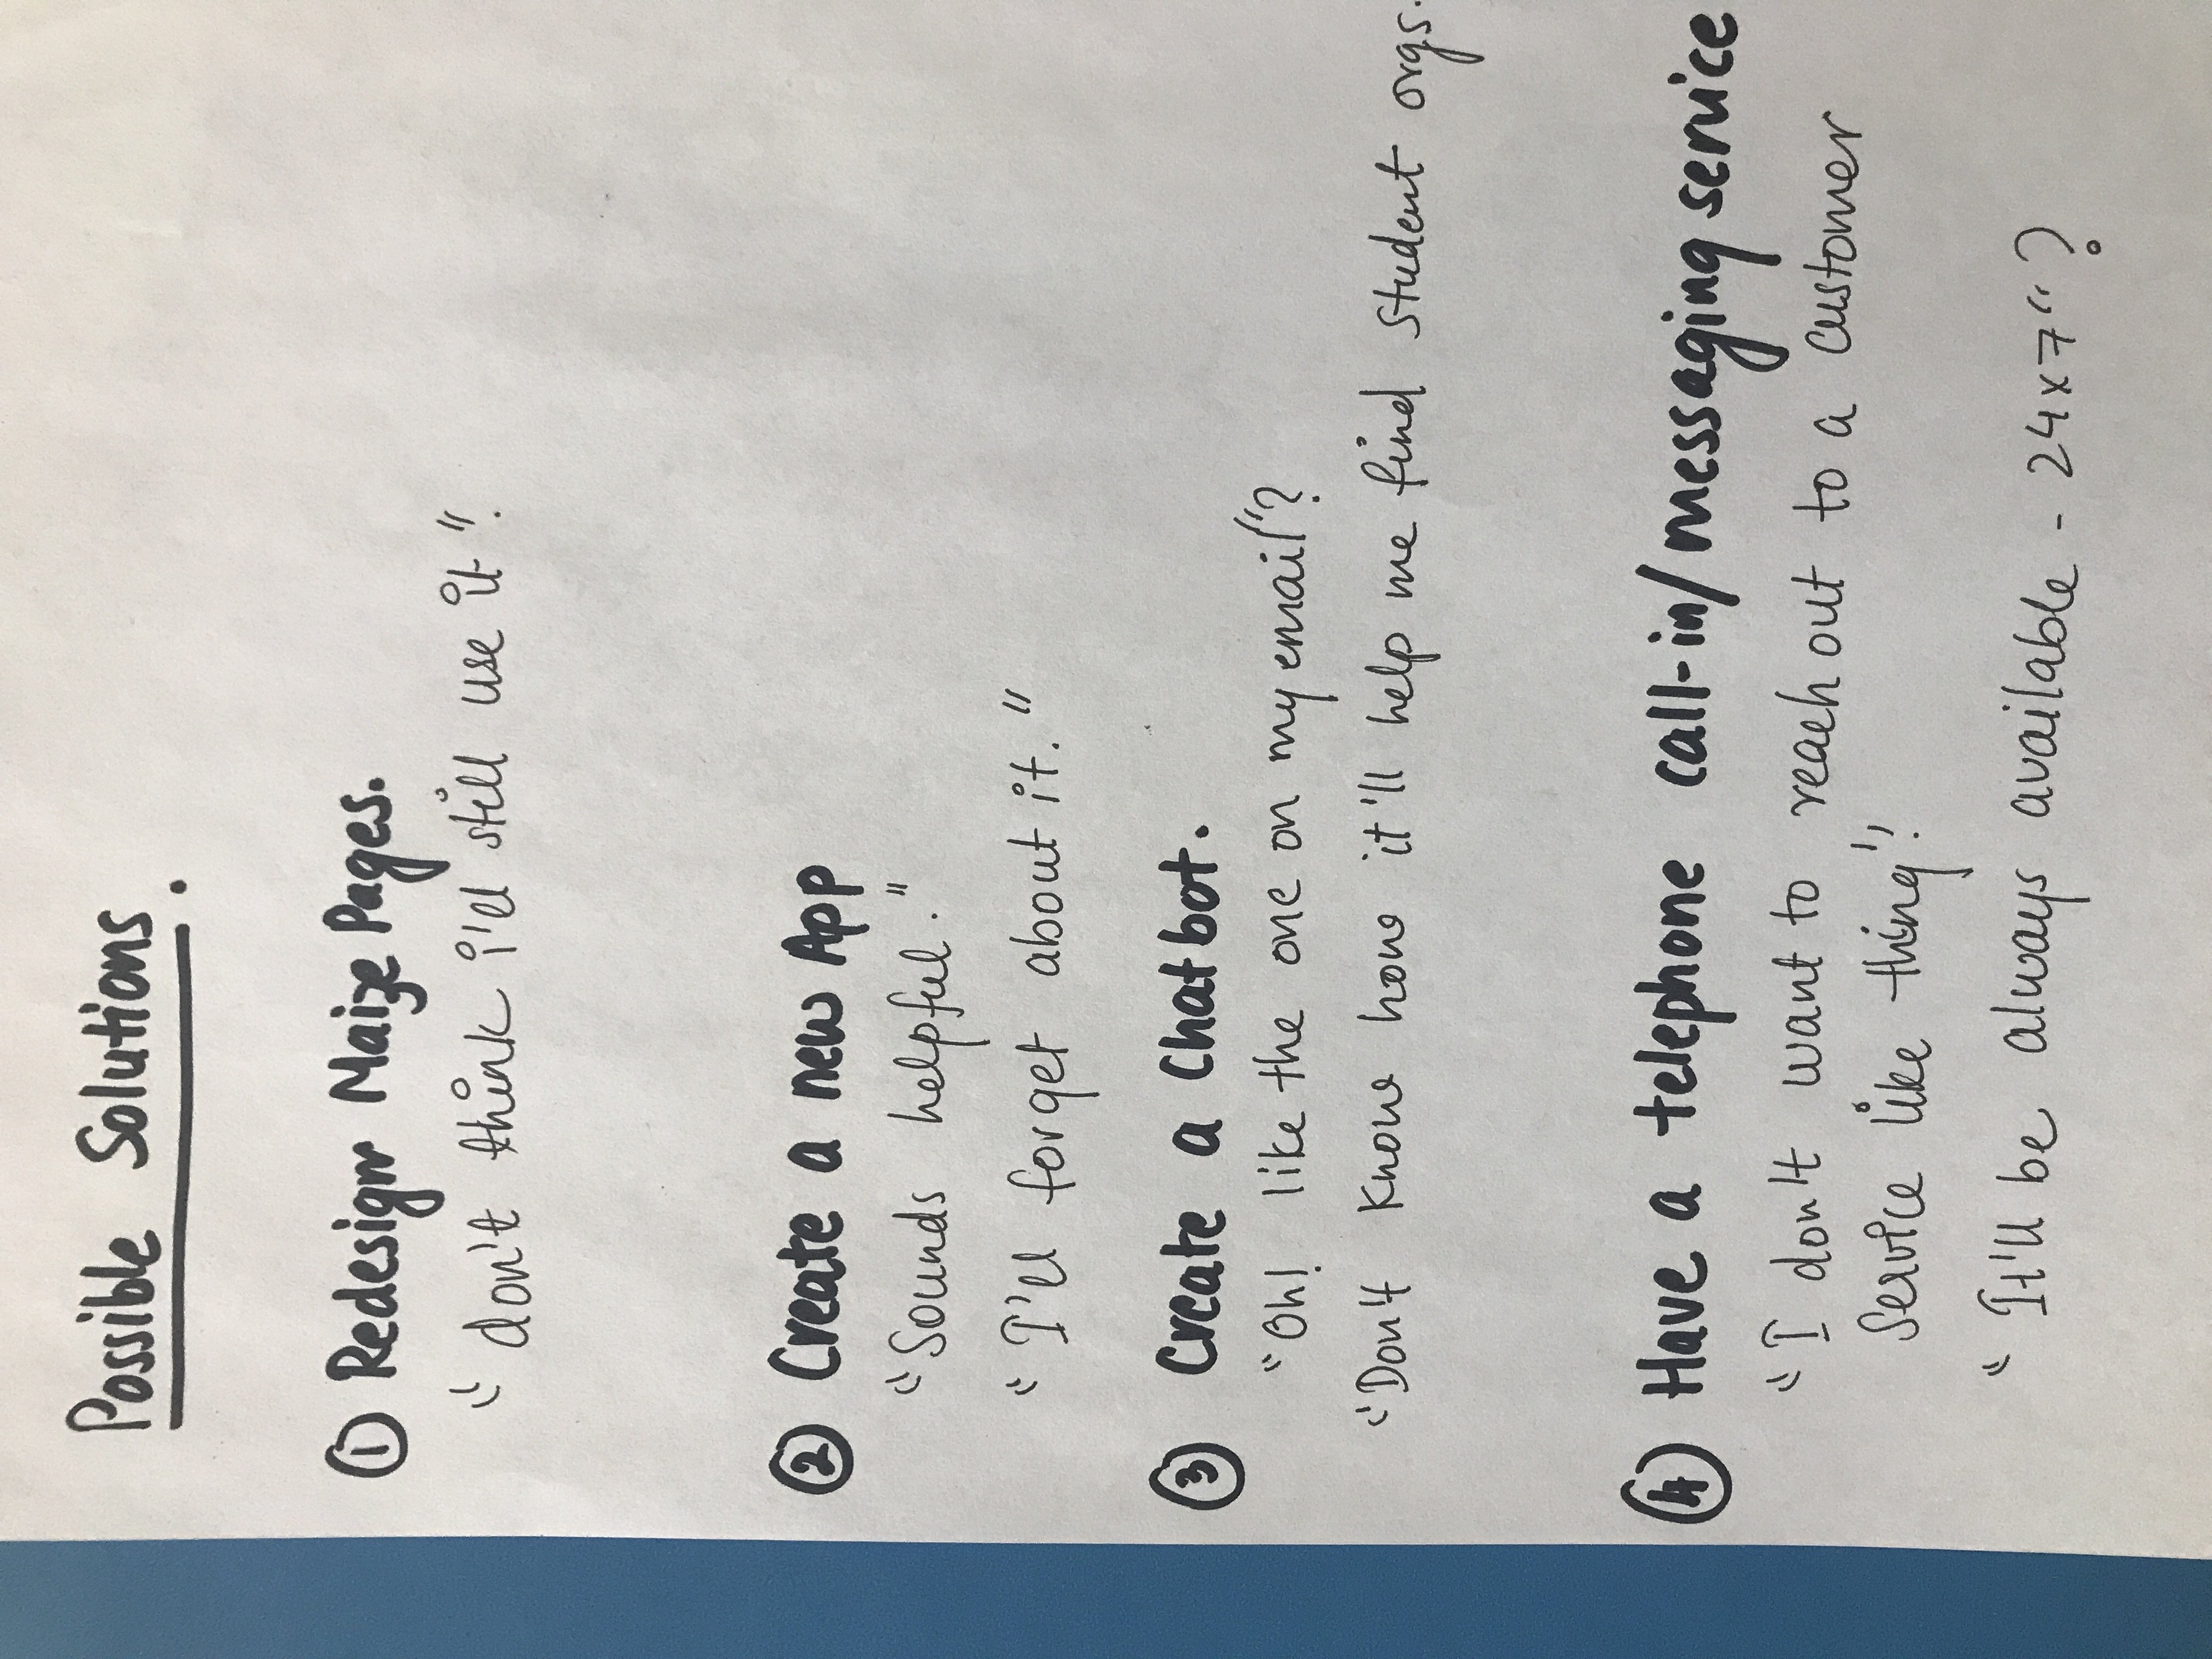 Possible Solutions.
① Redesign Maize Pages.
"don't think i'll still use it".
② Create a new App
"Sounds helpful."
"I'll forget about it."
③ Create a Chatbot.
"Oh! like the one on my email"?
"Don't know how it'll help me find student orgs.
④ Have a telephone call-in/messaging service
"I don't want to reach out to a customer
service like thing".
"It'll be always available - 24x7"?